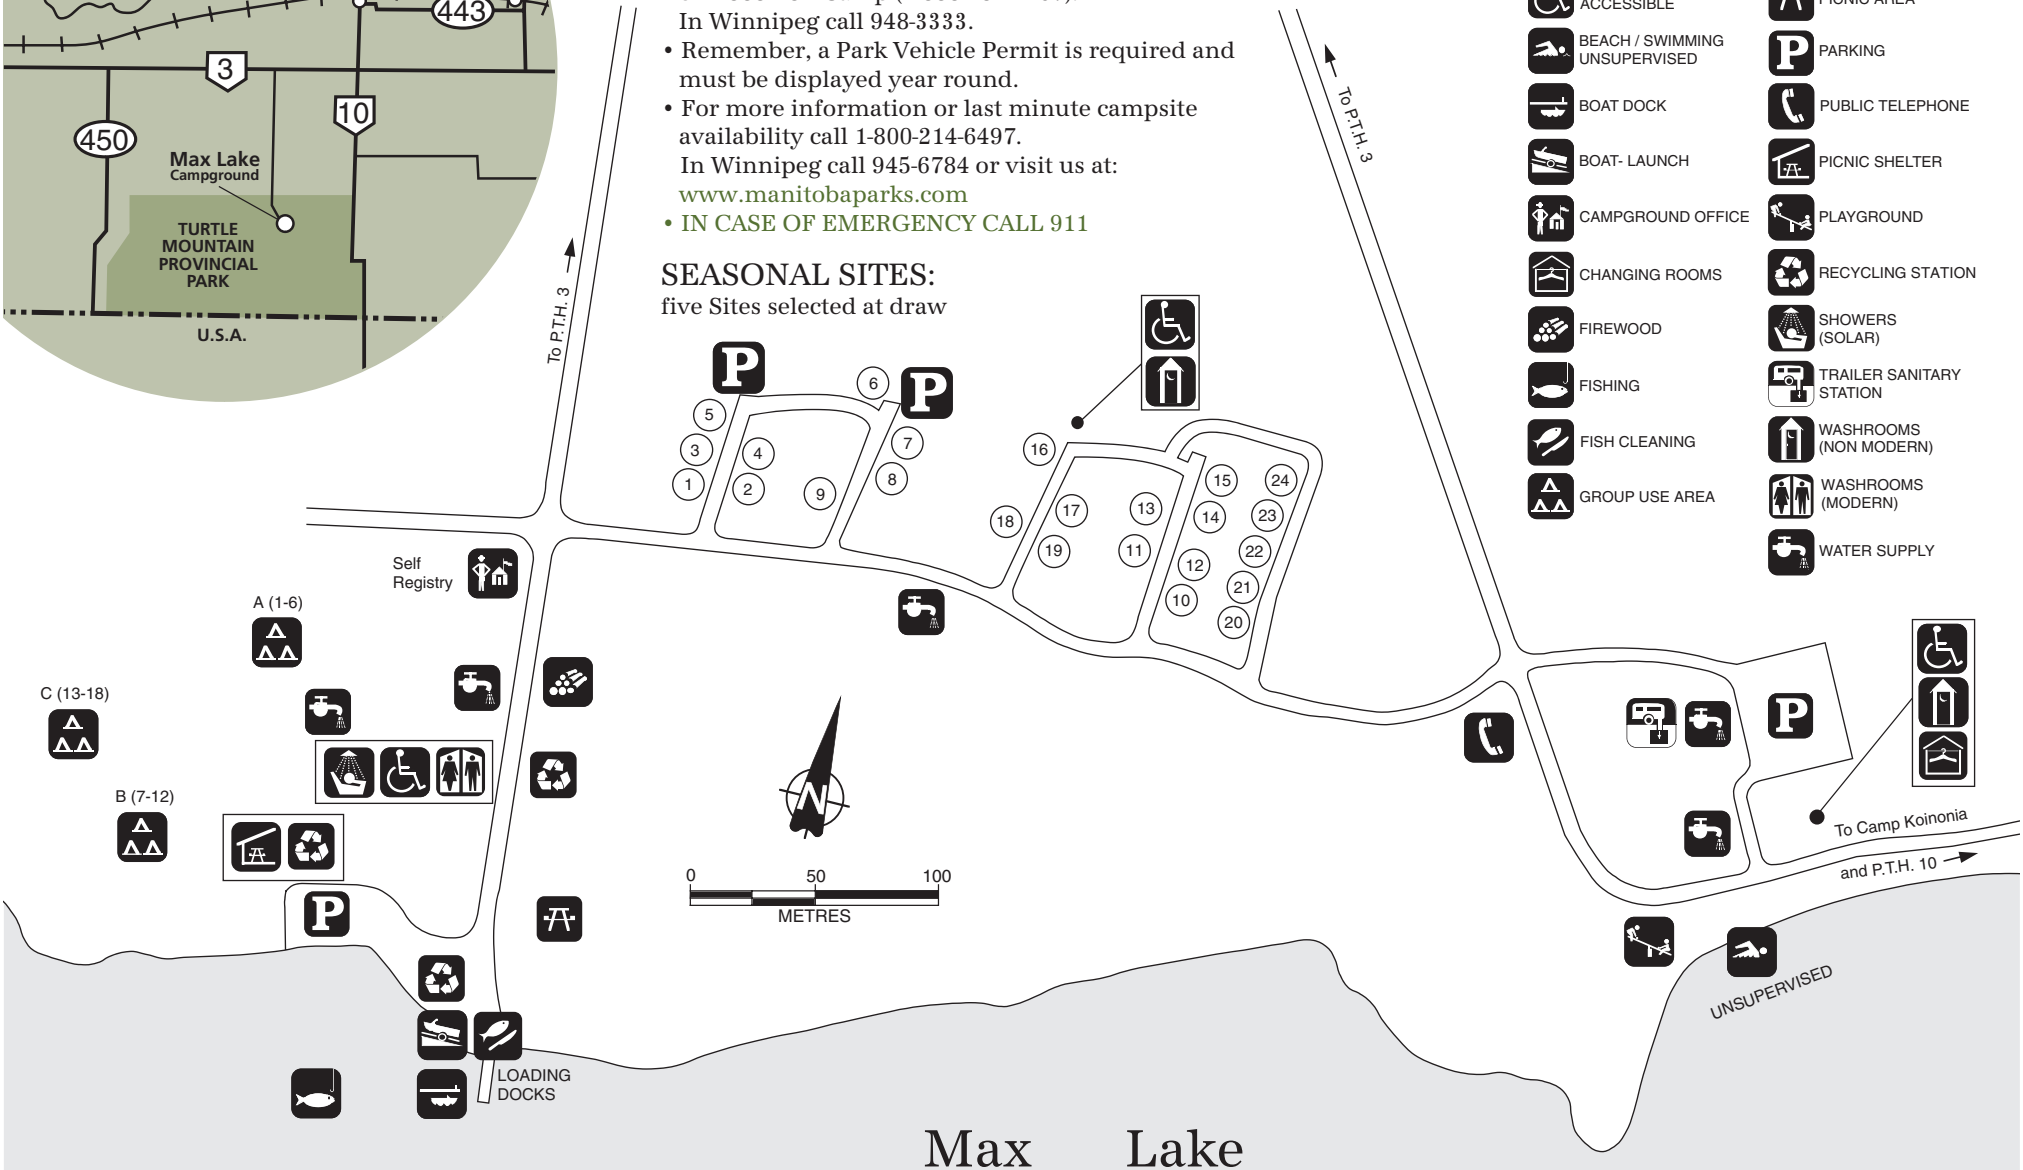 443
3
10
450
Max Lake
Campground
TURTLE
MOUNTAIN
PROVINCIAL
PARK
U.S.A.
In Winnipeg call 948-3333.
• Remember, a Park Vehicle Permit is required and
must be displayed year round.
• For more information or last minute campsite
availability call 1-800-214-6497.
In Winnipeg call 945-6784 or visit us at:
www.manitobaparks.com
• IN CASE OF EMERGENCY CALL 911
SEASONAL SITES:
five Sites selected at draw
ACCESSIBLE
BEACH / SWIMMING
UNSUPERVISED
BOAT DOCK
BOAT- LAUNCH
CAMPGROUND OFFICE
CHANGING ROOMS
FIREWOOD
FISHING
FISH CLEANING
GROUP USE AREA
PICNIC AREA
P
PARKING
PUBLIC TELEPHONE
PICNIC SHELTER
PLAYGROUND
RECYCLING STATION
SHOWERS
(SOLAR)
TRAILER SANITARY
STATION
WASHROOMS
(NON MODERN)
WASHROOMS
(MODERN)
WATER SUPPLY
To P.T.H. 3
To P.T.H. 3
P
P
6
5
3
1
4
2
9
7
8
16
18
17
19
13
11
15
14
12
10
24
23
22
21
20
Self
Registry
A (1-6)
C (13-18)
B (7-12)
P
N
0 50 100
METRES
P
To Camp Koinonia
and P.T.H. 10
UNSUPERVISED
LOADING
DOCKS
Max Lake